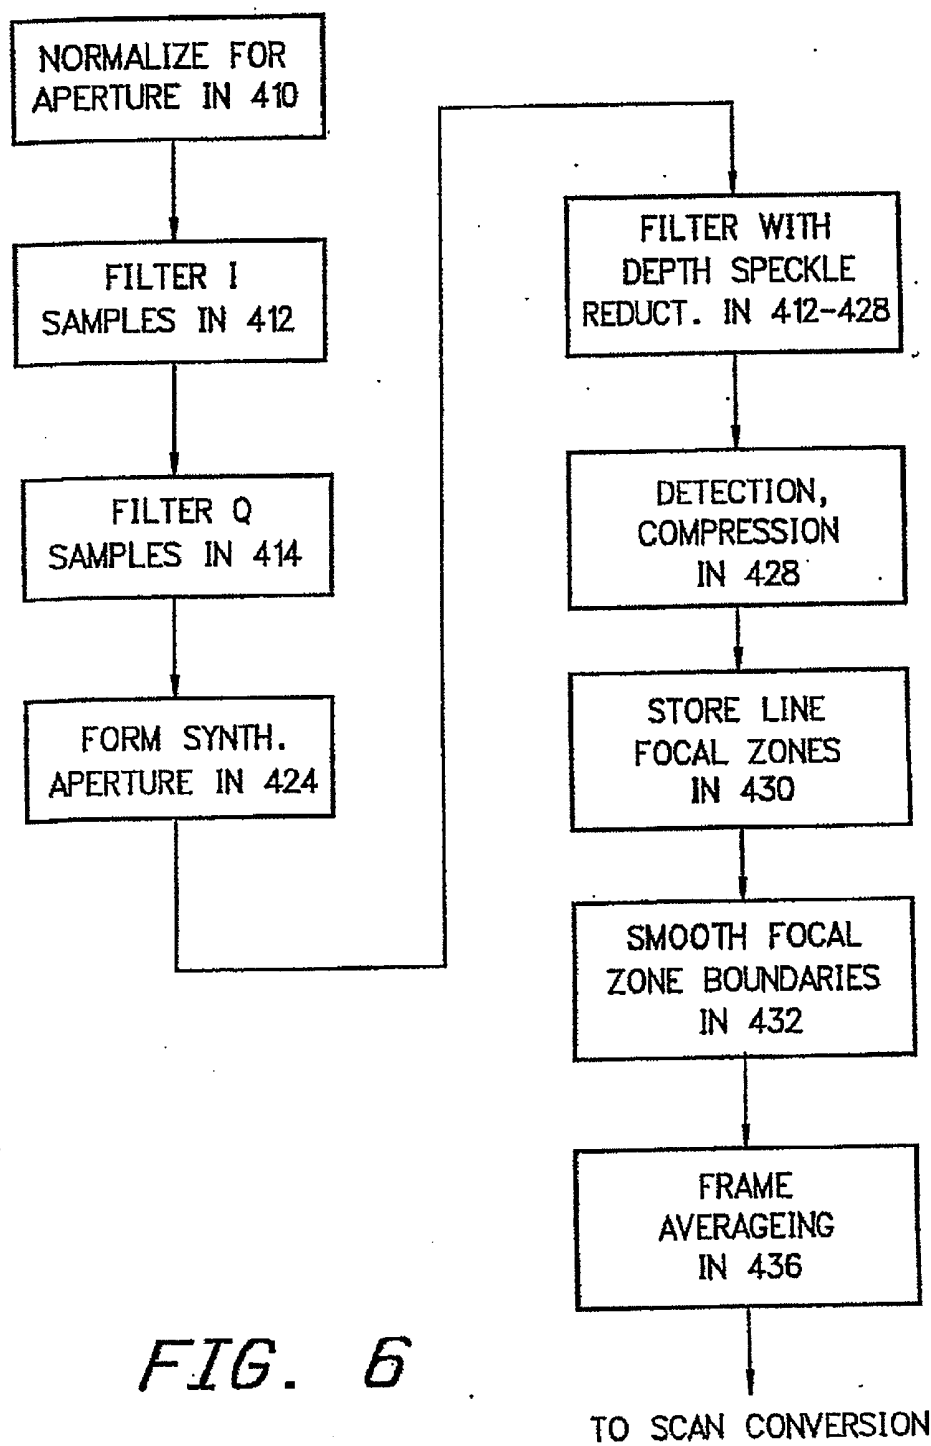 NORMALIZE FOR
APERTURE IN 410
FILTER I
SAMPLES IN 412
FILTER Q
SAMPLES IN 414
FORM SYNTH.
APERTURE IN 424
FILTER WITH
DEPTH SPECKLE
REDUCT. IN 412-428
DETECTION,
COMPRESSION
IN 428
STORE LINE
FOCAL ZONES
IN 430
SMOOTH FOCAL
ZONE BOUNDARIES
IN 432
FRAME
AVERAGEING
IN 436
TO SCAN CONVERSION
FIG. 6